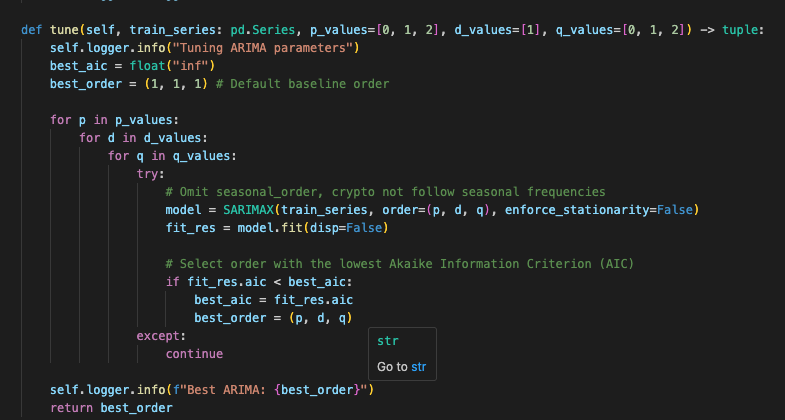 def tune(self, train_series: pd.Series, p_values=[0, 1, 2], d_values=[1], q_values=[0, 1, 2]) -> tuple:
    self.logger.info("Tuning ARIMA parameters")
    best_aic = float("inf")
    best_order = (1, 1, 1) # Default baseline order

    for p in p_values:
        for d in d_values:
            for q in q_values:
                try:
                    # Omit seasonal_order, crypto not follow seasonal frequencies
                    model = SARIMAX(train_series, order=(p, d, q), enforce_stationarity=False)
                    fit_res = model.fit(disp=False)

                    # Select order with the lowest Akaike Information Criterion (AIC)
                    if fit_res.aic < best_aic:
                        best_aic = fit_res.aic
                        best_order = (p, d, q)
                except:
                    continue
str
Go to str

    self.logger.info(f"Best ARIMA: {best_order}")
    return best_order